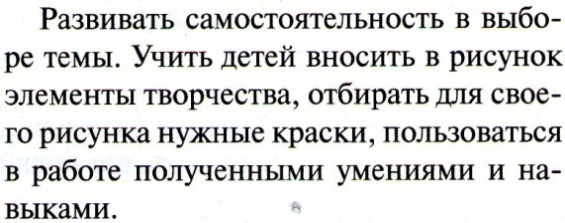 Развивать самостоятельность в выбо-
ре темы. Учить детей вносить в рисунок
элементы творчества, отбирать для свое-
го рисунка нужные краски, пользоваться
в работе полученными умениями и на-
выками.